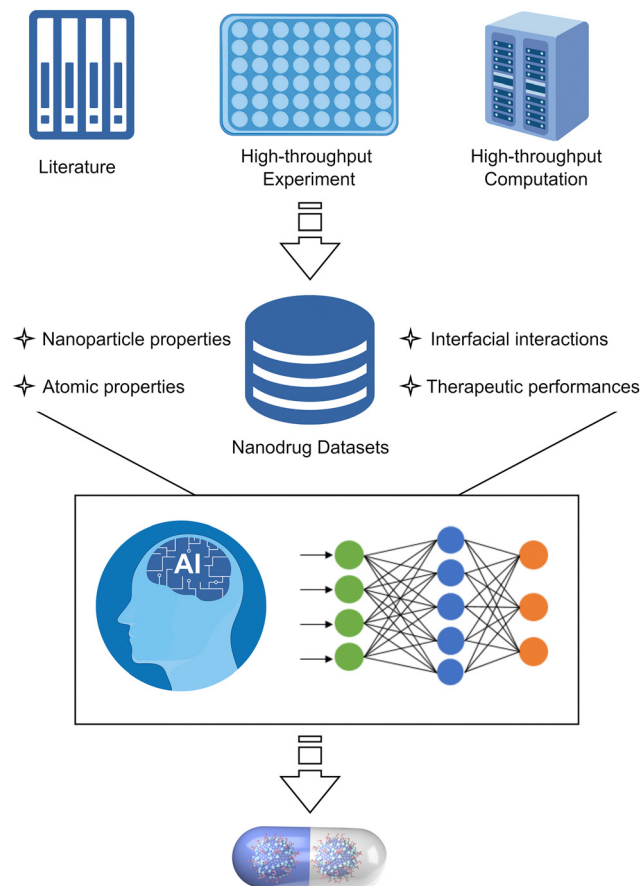 Literature
High-throughput
Experiment
High-throughput
Computation
Nanoparticle properties
Interfacial interactions
Atomic properties
Therapeutic performances
Nanodrug Datasets
AI